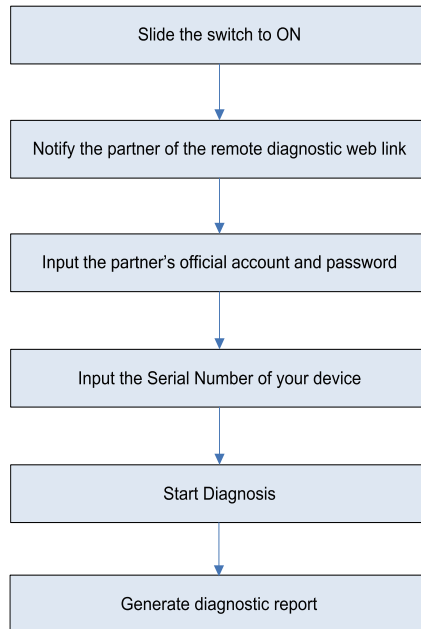 Slide the switch to ON
Notify the partner of the remote diagnostic web link
Input the partner's official account and password
Input the Serial Number of your device
Start Diagnosis
Generate diagnostic report